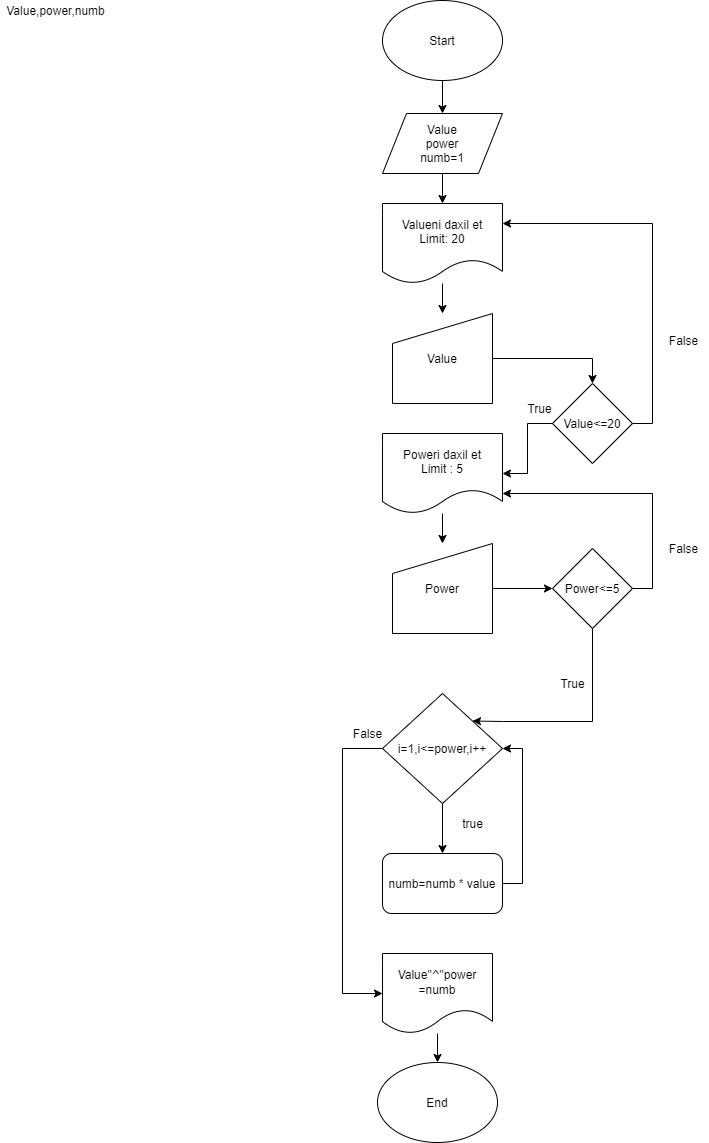 Value,power,numb
Start
Value
power
numb=1
Valueni daxil et
Limit: 20
False
Value
True
Value<=20
Poweri daxil et
Limit : 5
False
Power
Power<=5
True
False
i=1,i<=power,i++
true
numb=numb * value
Value"^"power
=numb
End